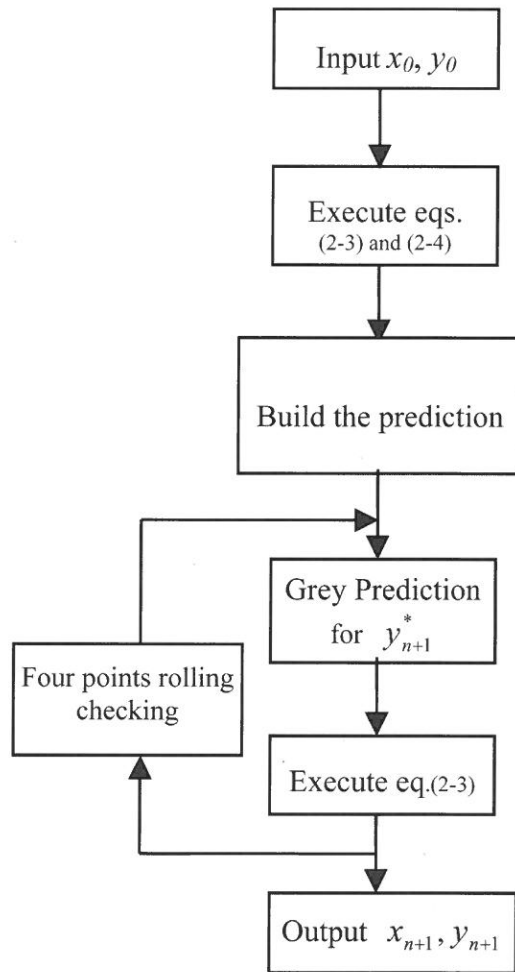 Input x₀, y₀
Execute eqs.
(2-3) and (2-4)
Build the prediction
Grey Prediction
for y*ₙ₊₁
Four points rolling
checking
Execute eq.(2-3)
Output xₙ₊₁, yₙ₊₁